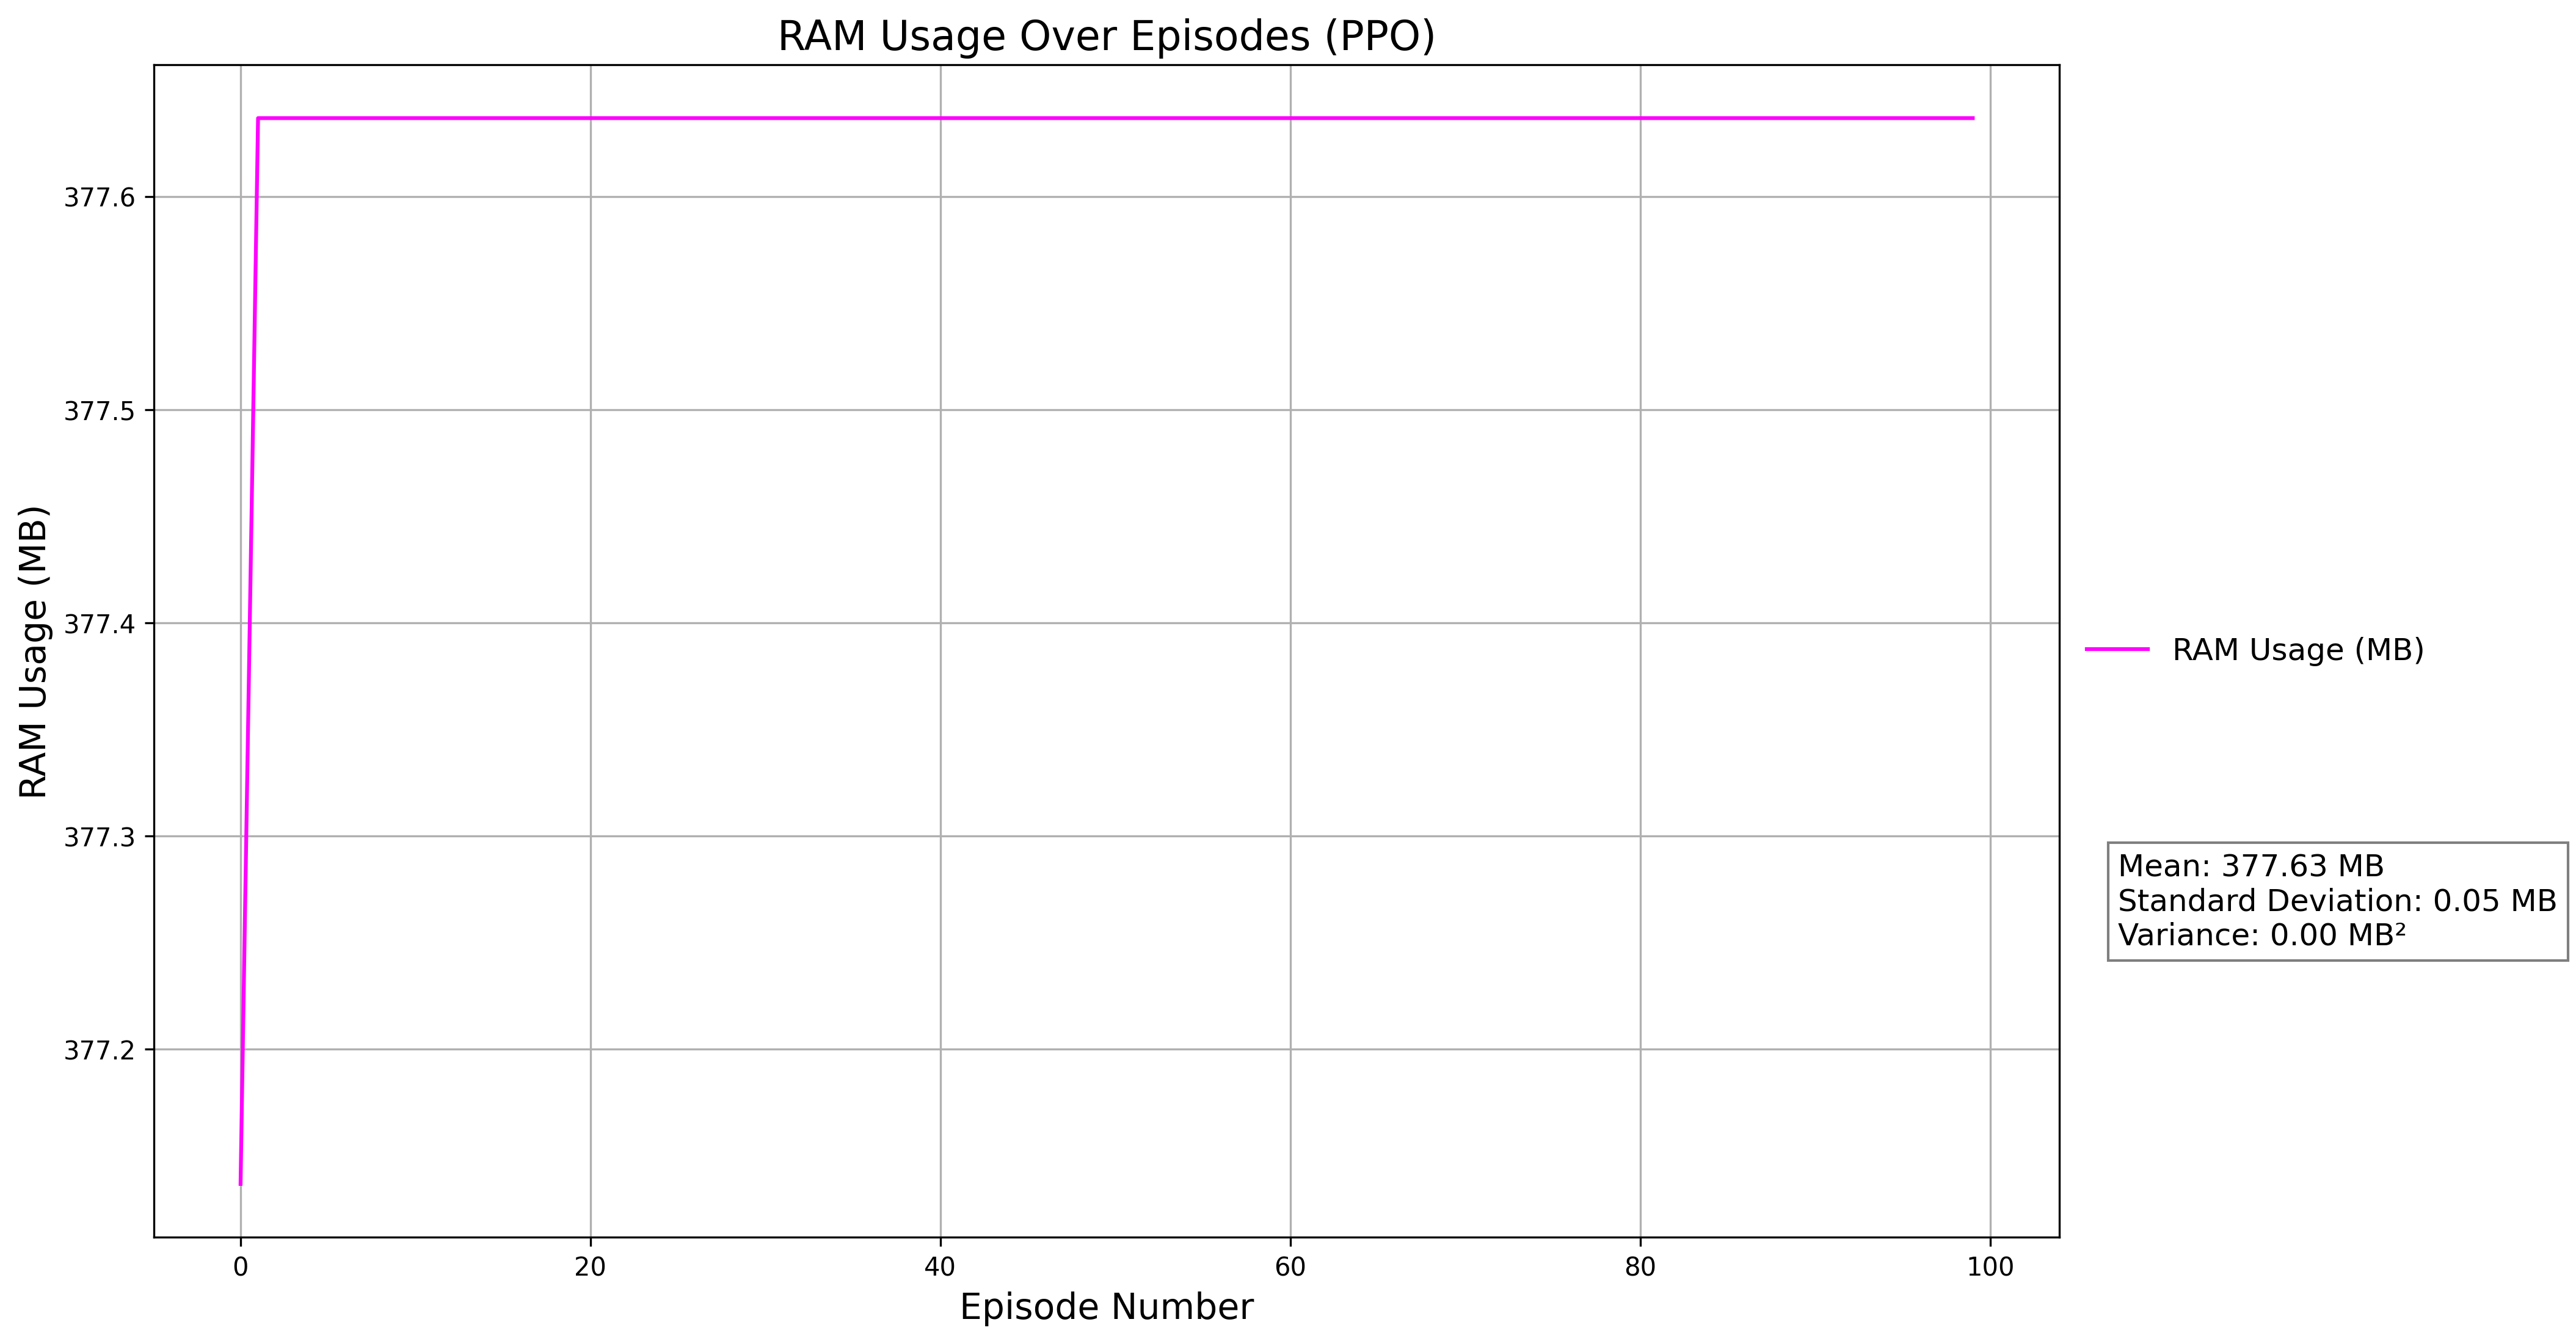 RAM Usage Over Episodes (PPO)
RAM Usage (MB)
377.6
377.5
377.4
377.3
377.2
0 20 40 60 80 100
Episode Number
RAM Usage (MB)
Mean: 377.63 MB
Standard Deviation: 0.05 MB
Variance: 0.00 MB²